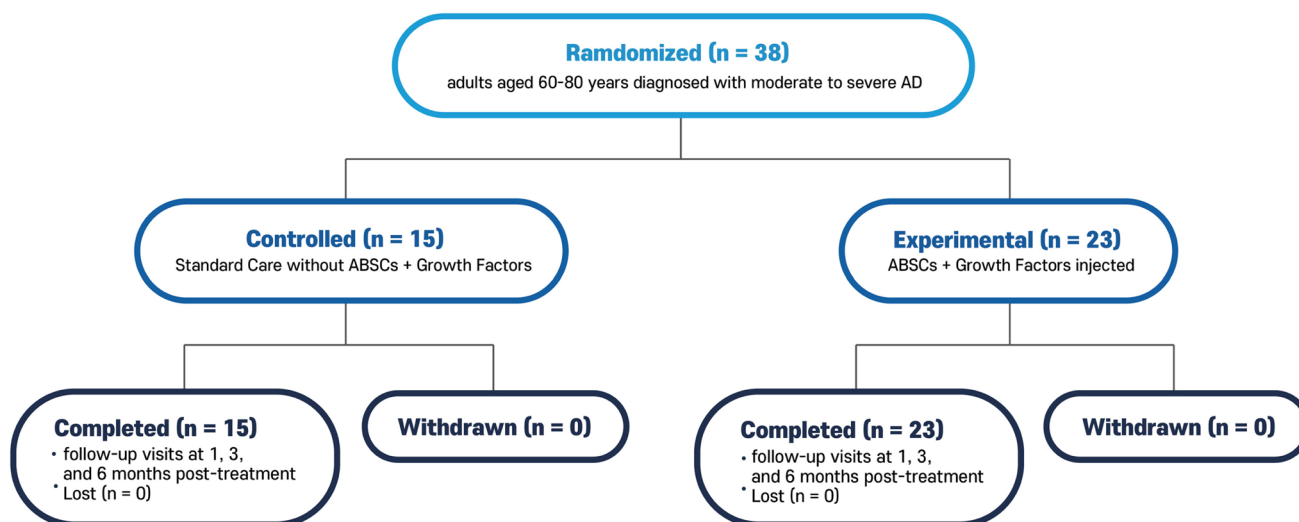 Ramdomized (n = 38)
adults aged 60-80 years diagnosed with moderate to severe AD
Controlled (n = 15)
Standard Care without ABSCs + Growth Factors
Experimental (n = 23)
ABSCs + Growth Factors injected
Completed (n = 15)
• follow-up visits at 1, 3,
and 6 months post-treatment
• Lost (n = 0)
Withdrawn (n = 0)
Completed (n = 23)
• follow-up visits at 1, 3,
and 6 months post-treatment
• Lost (n = 0)
Withdrawn (n = 0)